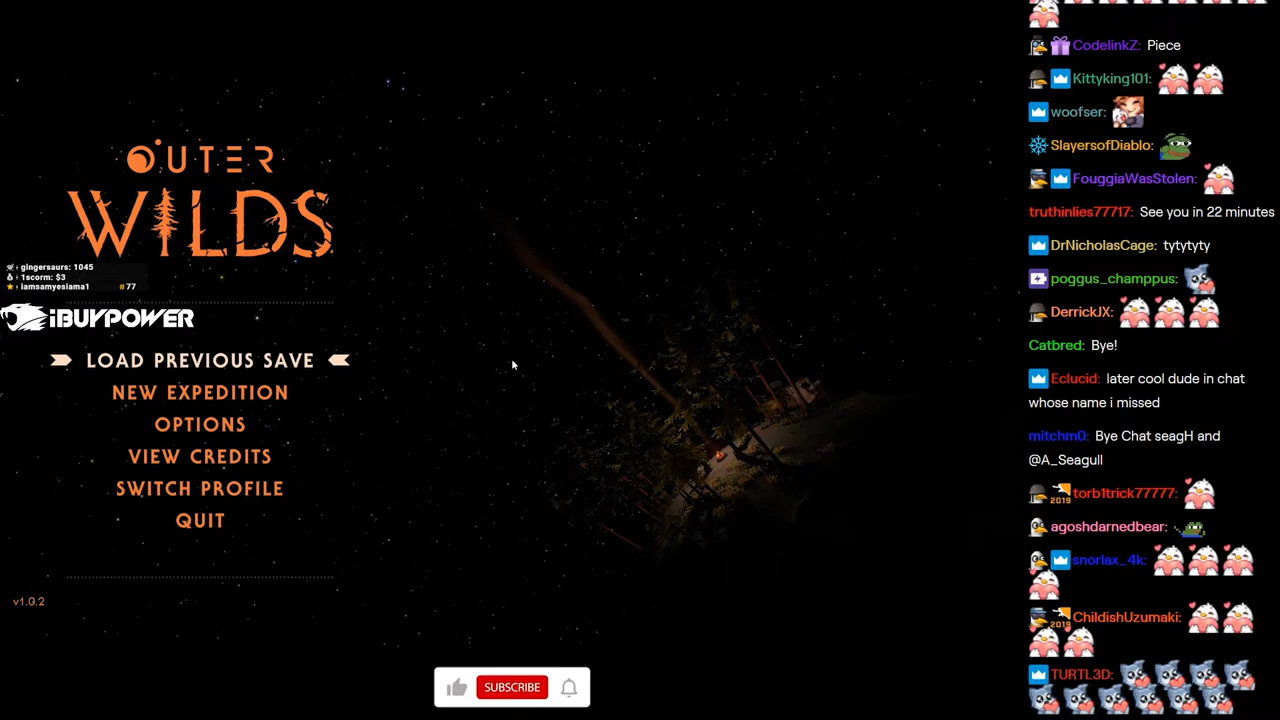 OUTER
WILDS
gingersaurs: 1045
1scorm: $3
iamsamyesiama1 #77
iBUYPOWER
LOAD PREVIOUS SAVE
NEW EXPEDITION
OPTIONS
VIEW CREDITS
SWITCH PROFILE
QUIT
v1.0.2
SUBSCRIBE
CodelinkZ: Piece
Kittyking101:
woofser:
SlayersofDiablo:
FouggiaWasStolen:
truthinlies77717: See you in 22 minutes
DrNicholasCage: tytytyty
poggus_champpus:
DerrickJX:
Catbred: Bye!
Eclucid: later cool dude in chat
whose name i missed
mitchm0: Bye Chat seagH and
@A_Seagull
2019 torb1trick77777:
agoshdarnedbear:
snorlax_4k:
2019 ChildishUzumaki:
TURTL3D: